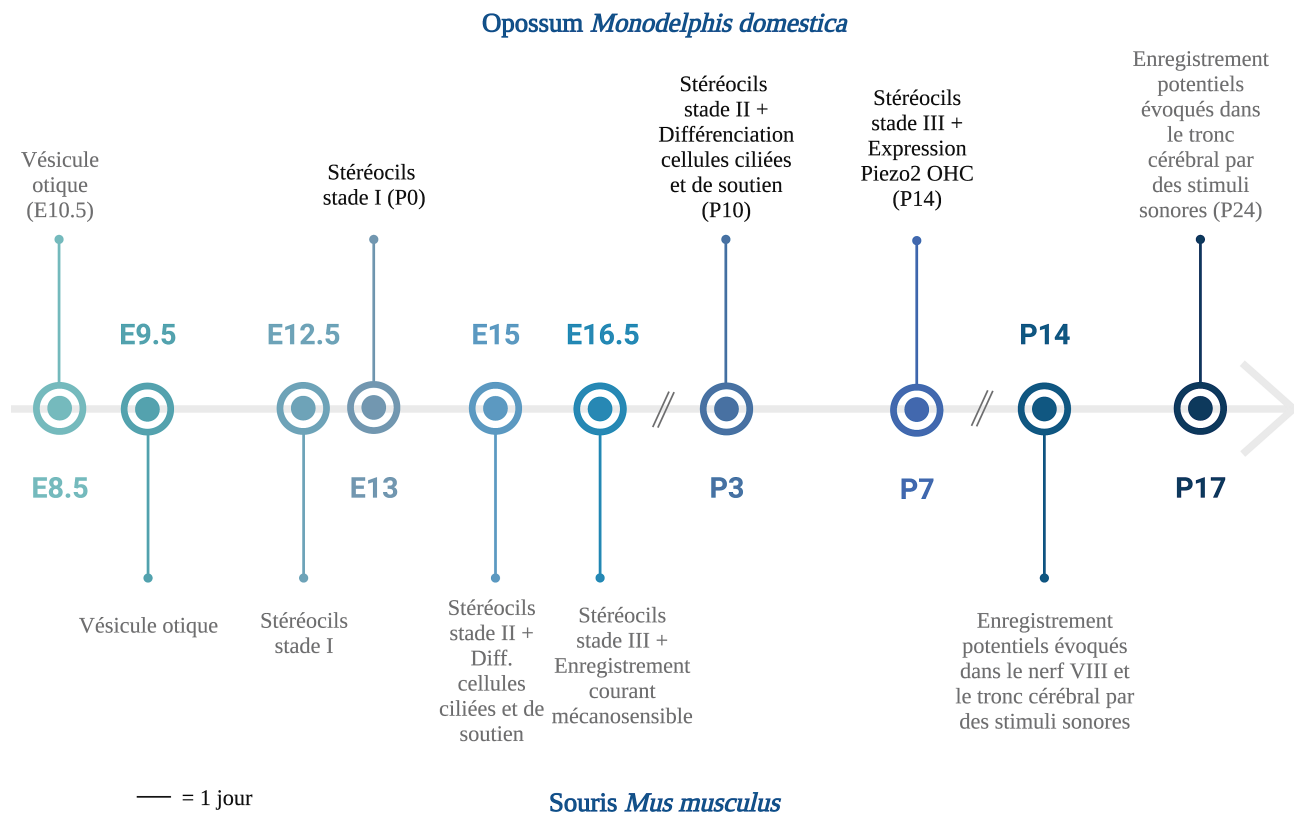 Opossum Monodelphis domestica
Vésicule
otique
(E10.5)
Stéréocils
stade I (P0)
Stéréocils
stade II +
Différenciation
cellules ciliées
et de soutien
(P10)
Stéréocils
stade III +
Expression
Piezo2 OHC
(P14)
Enregistrement
potentiels
évoqués dans
le tronc
cérébral par
des stimuli
sonores (P24)
E9.5
E12.5
E15
E16.5
P14
E8.5
E13
P3
P7
P17
Vésicule otique
Stéréocils
stade I
Stéréocils
stade II +
Diff.
cellules
ciliées et de
soutien
Stéréocils
stade III +
Enregistrement
courant
mécanosensible
Enregistrement
potentiels évoqués
dans le nerf VIII et
le tronc cérébral par
des stimuli sonores
= 1 jour
Souris Mus musculus